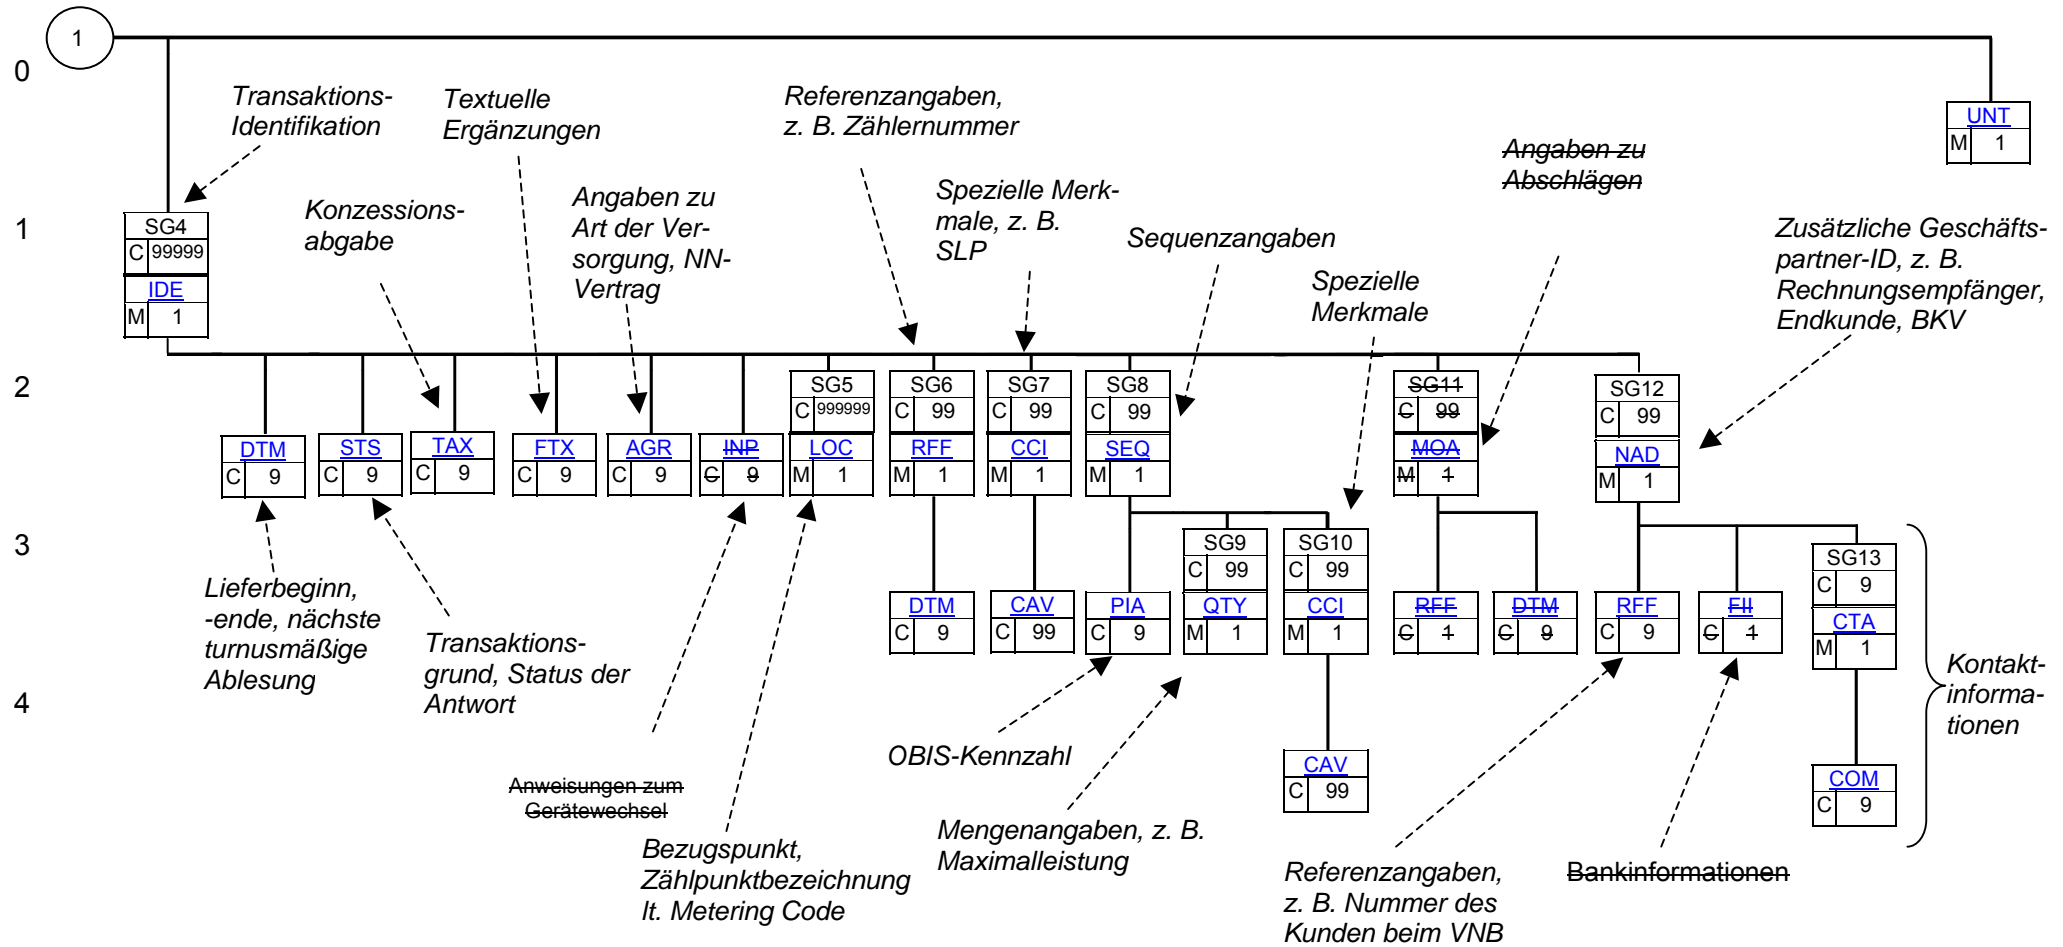 1
0
Transaktions-
Identifikation
Textuelle
Ergänzungen
Referenzangaben,
z. B. Zählernummer
Angaben zu
Abschlägen
UNT
M 1
1
SG4
C 99999
IDE
M 1
Konzessions-
abgabe
Angaben zu
Art der Ver-
sorgung, NN-
Vertrag
Spezielle Merk-
male, z. B.
SLP
Sequenzangaben
Spezielle
Merkmale
Zusätzliche Geschäfts-
partner-ID, z. B.
Rechnungsempfänger,
Endkunde, BKV
2
DTM
C 9
STS
C 9
TAX
C 9
FTX
C 9
AGR
C 9
INP
C 9
SG5
C 999999
LOC
M 1
SG6
C 99
RFF
M 1
SG7
C 99
CCI
M 1
SG8
C 99
SEQ
M 1
SG11
C 99
MOA
M 1
SG12
C 99
NAD
M 1
3
DTM
C 9
CAV
C 99
PIA
C 9
SG9
C 99
QTY
M 1
SG10
C 99
CCI
M 1
RFF
C 1
DTM
C 9
RFF
C 9
FII
C 1
SG13
C 9
CTA
M 1
Lieferbeginn,
-ende, nächste
turnusmäßige
Ablesung
Transaktions-
grund, Status der
Antwort
Kontakt-
informa-
tionen
4
CAV
C 99
COM
C 9
OBIS-Kennzahl
Anweisungen zum
Gerätewechsel
Bezugspunkt,
Zählpunktbezeichnung
lt. Metering Code
Mengenangaben, z. B.
Maximalleistung
Referenzangaben,
z. B. Nummer des
Kunden beim VNB
Bankinformationen